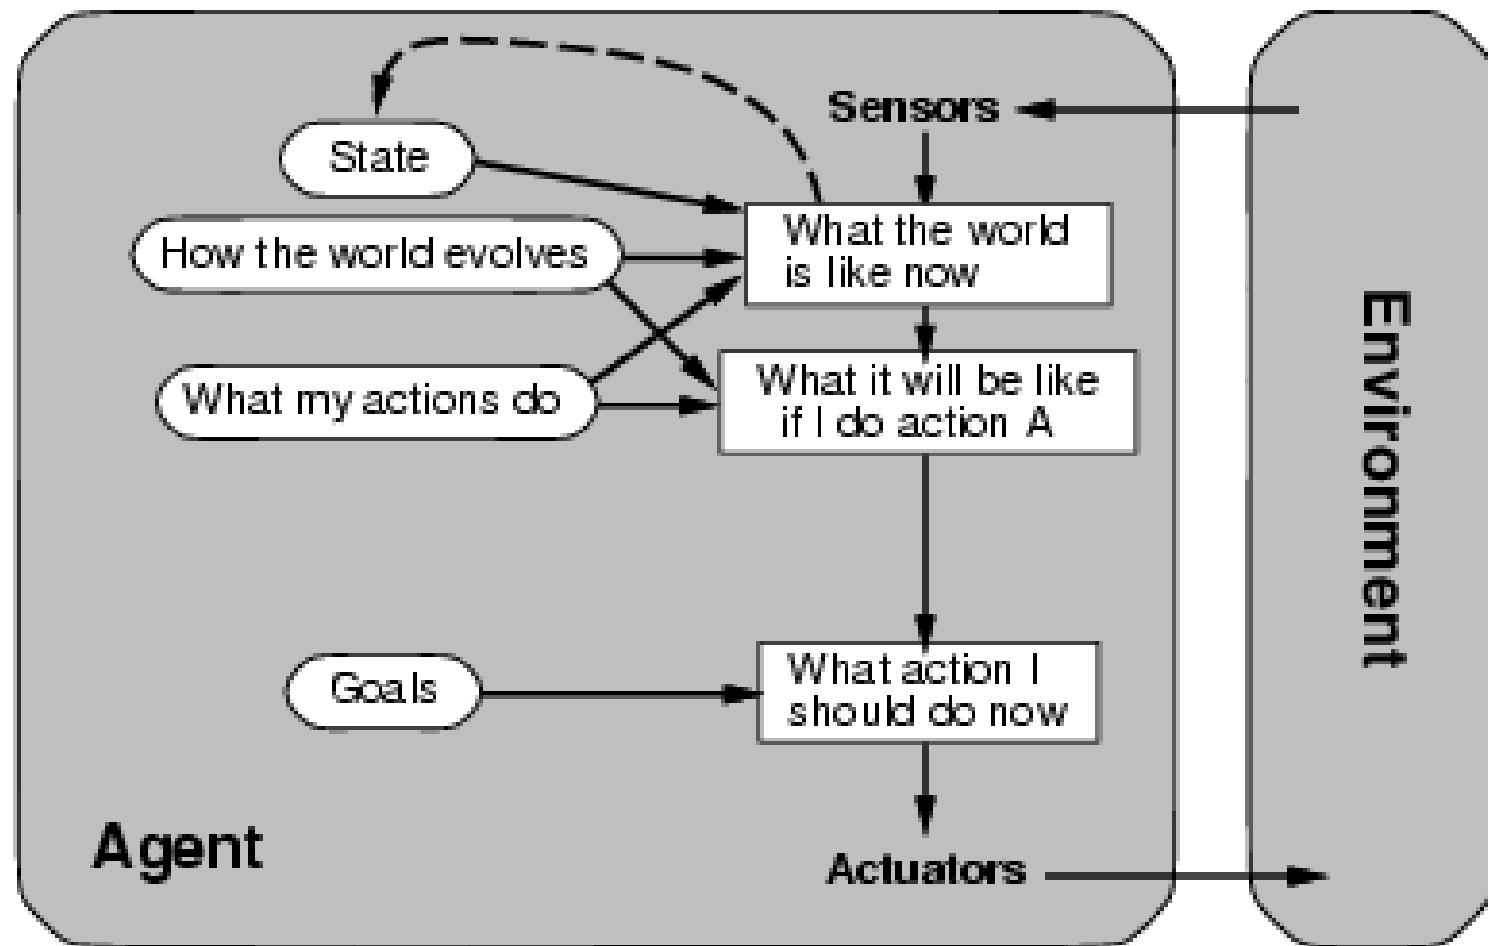 Sensors
State
What the world
is like now
How the world evolves
What it will be like
if I do action A
What my actions do
Environment
What action I
should do now
Goals
Agent
Actuators